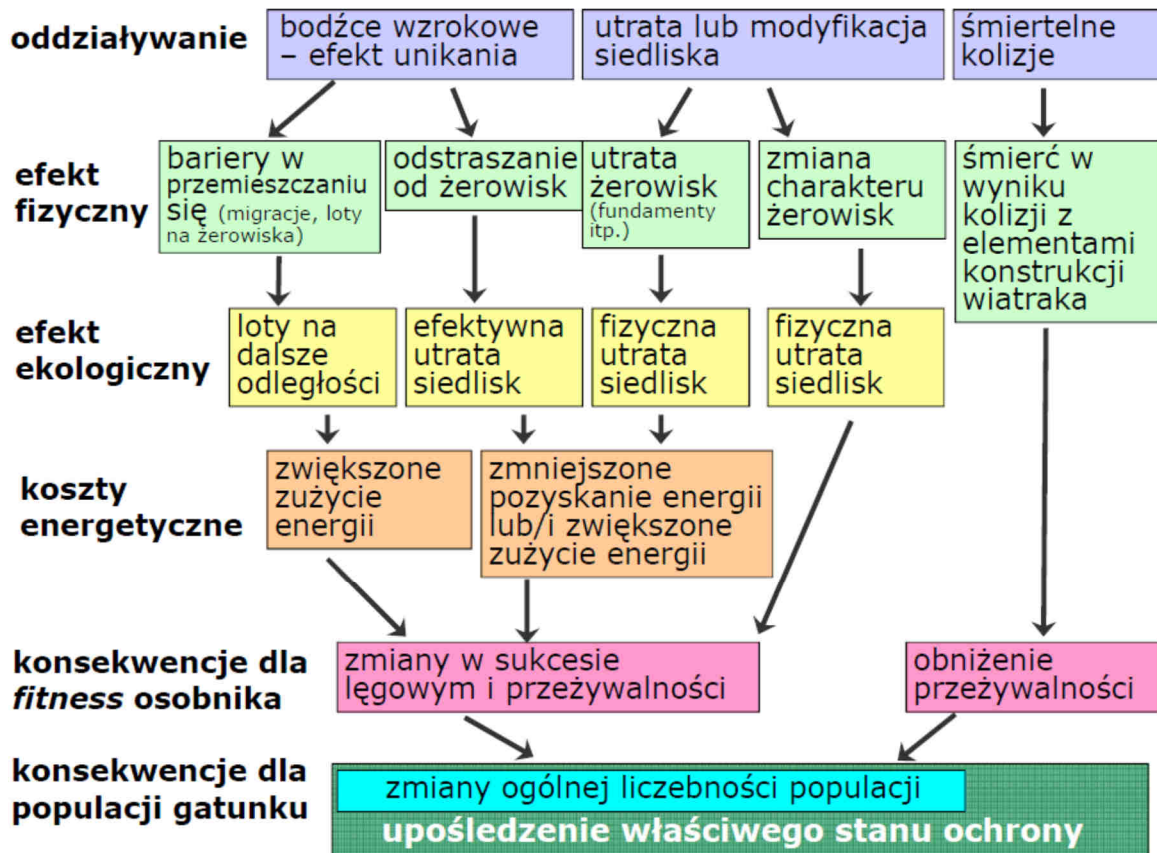 oddziaływanie
bodźce wzrokowe
– efekt unikania
utrata lub modyfikacja
siedliska
śmiertelne
kolizje
efekt
fizyczny
bariery w
przemieszczaniu
się (migracje, loty
na żerowiska)
odstraszanie
od żerowisk
utrata
żerowisk
(fundamenty
itp.)
zmiana
charakteru
żerowisk
śmierć w
wyniku
kolizji z
elementami
konstrukcji
wiatraka
efekt
ekologiczny
loty na
dalsze
odległości
efektywna
utrata
siedlisk
fizyczna
utrata
siedlisk
fizyczna
utrata
siedlisk
koszty
energetyczne
zwiększone
zużycie
energii
zmniejszone
pozyskanie energii
lub/i zwiększone
zużycie energii
konsekwencje dla
fitness osobnika
zmiany w sukcesie
lęgowym i przeżywalności
obniżenie
przeżywalności
konsekwencje dla
populacji gatunku
zmiany ogólnej liczebności populacji
upośledzenie właściwego stanu ochrony